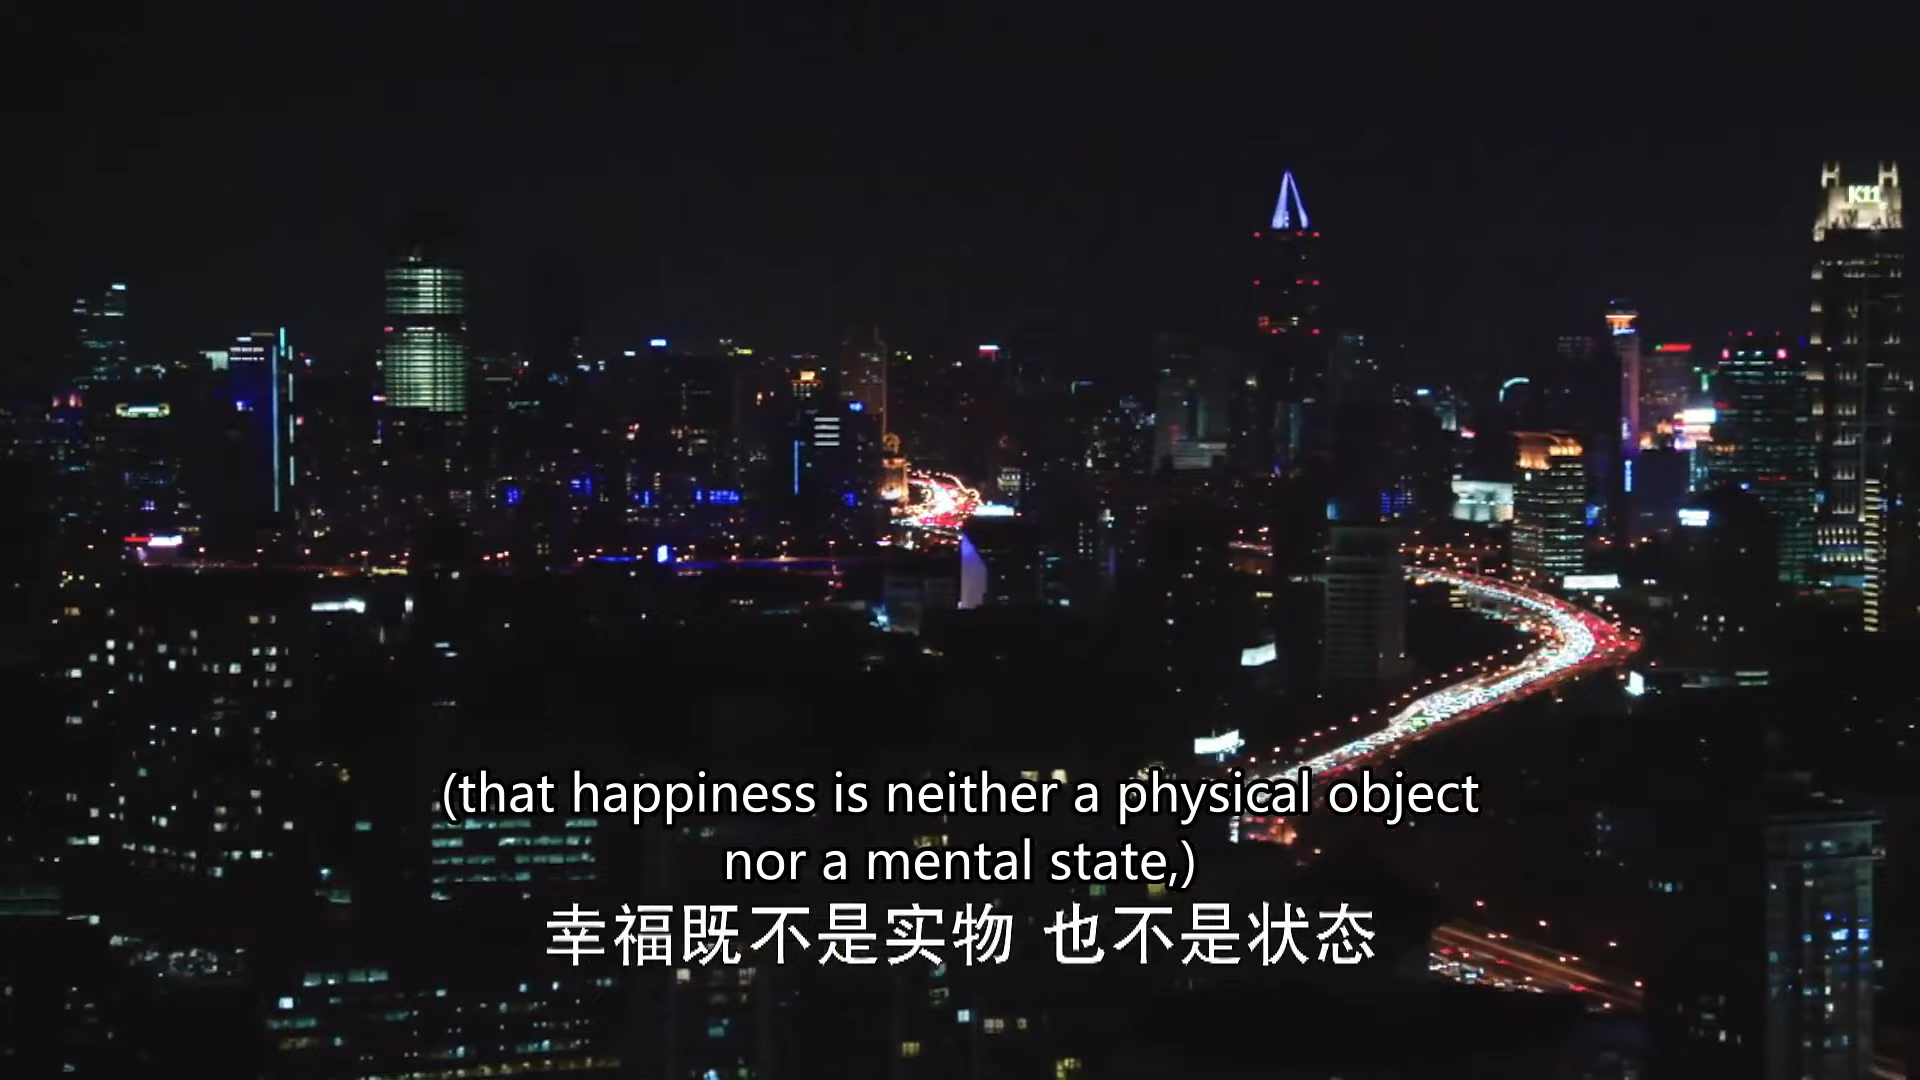 K11
(that happiness is neither a physical object
nor a mental state,)
幸福既不是实物 也不是状态